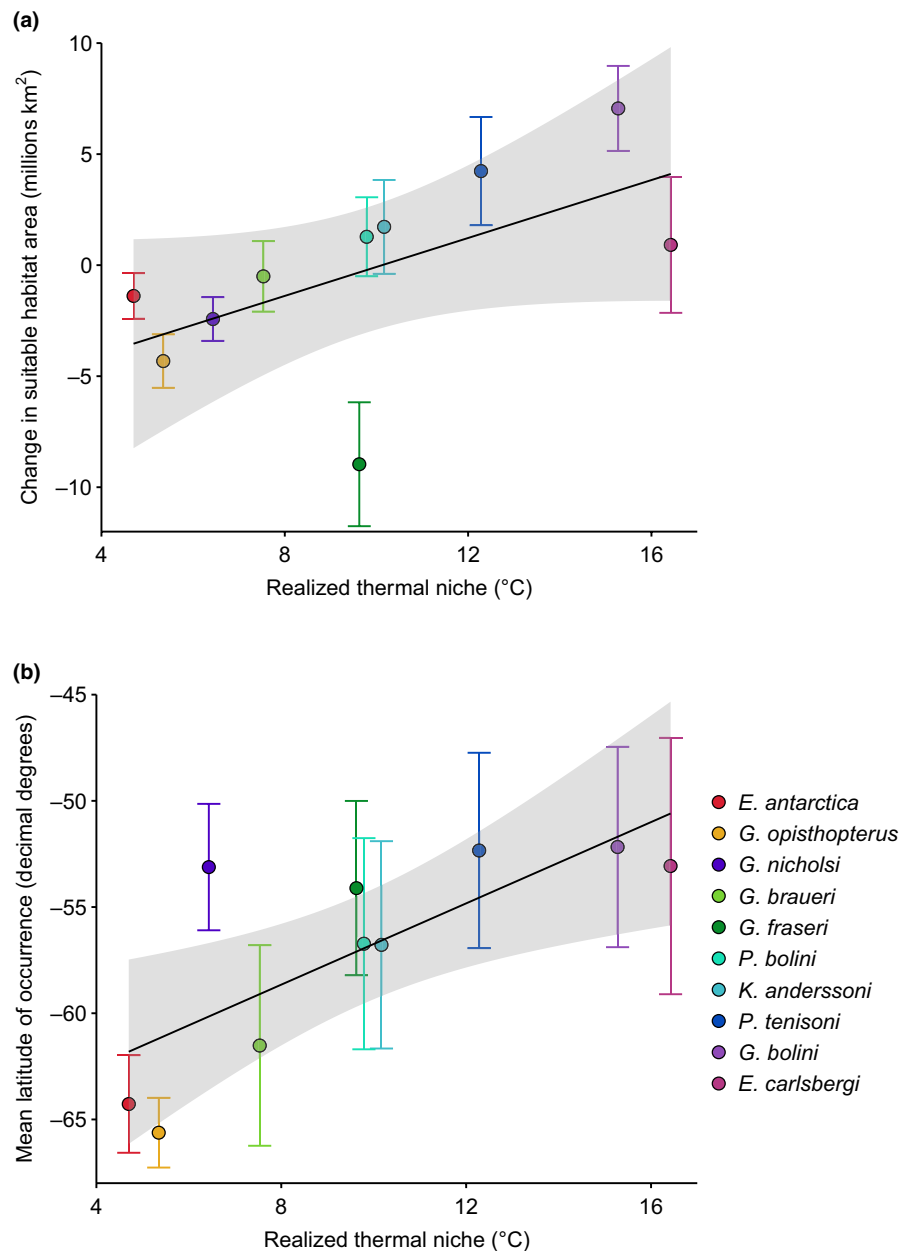 (a)
Change in suitable habitat area (millions km²)
10
5
0
–5
–10
4
8
12
16
Realized thermal niche (°C)
(b)
Mean latitude of occurrence (decimal degrees)
–45
–50
–55
–60
–65
4
8
12
16
Realized thermal niche (°C)
E. antarctica
G. opisthopterus
G. nicholsi
G. braueri
G. fraseri
P. bolini
K. anderssoni
P. tenisoni
G. bolini
E. carlsbergi